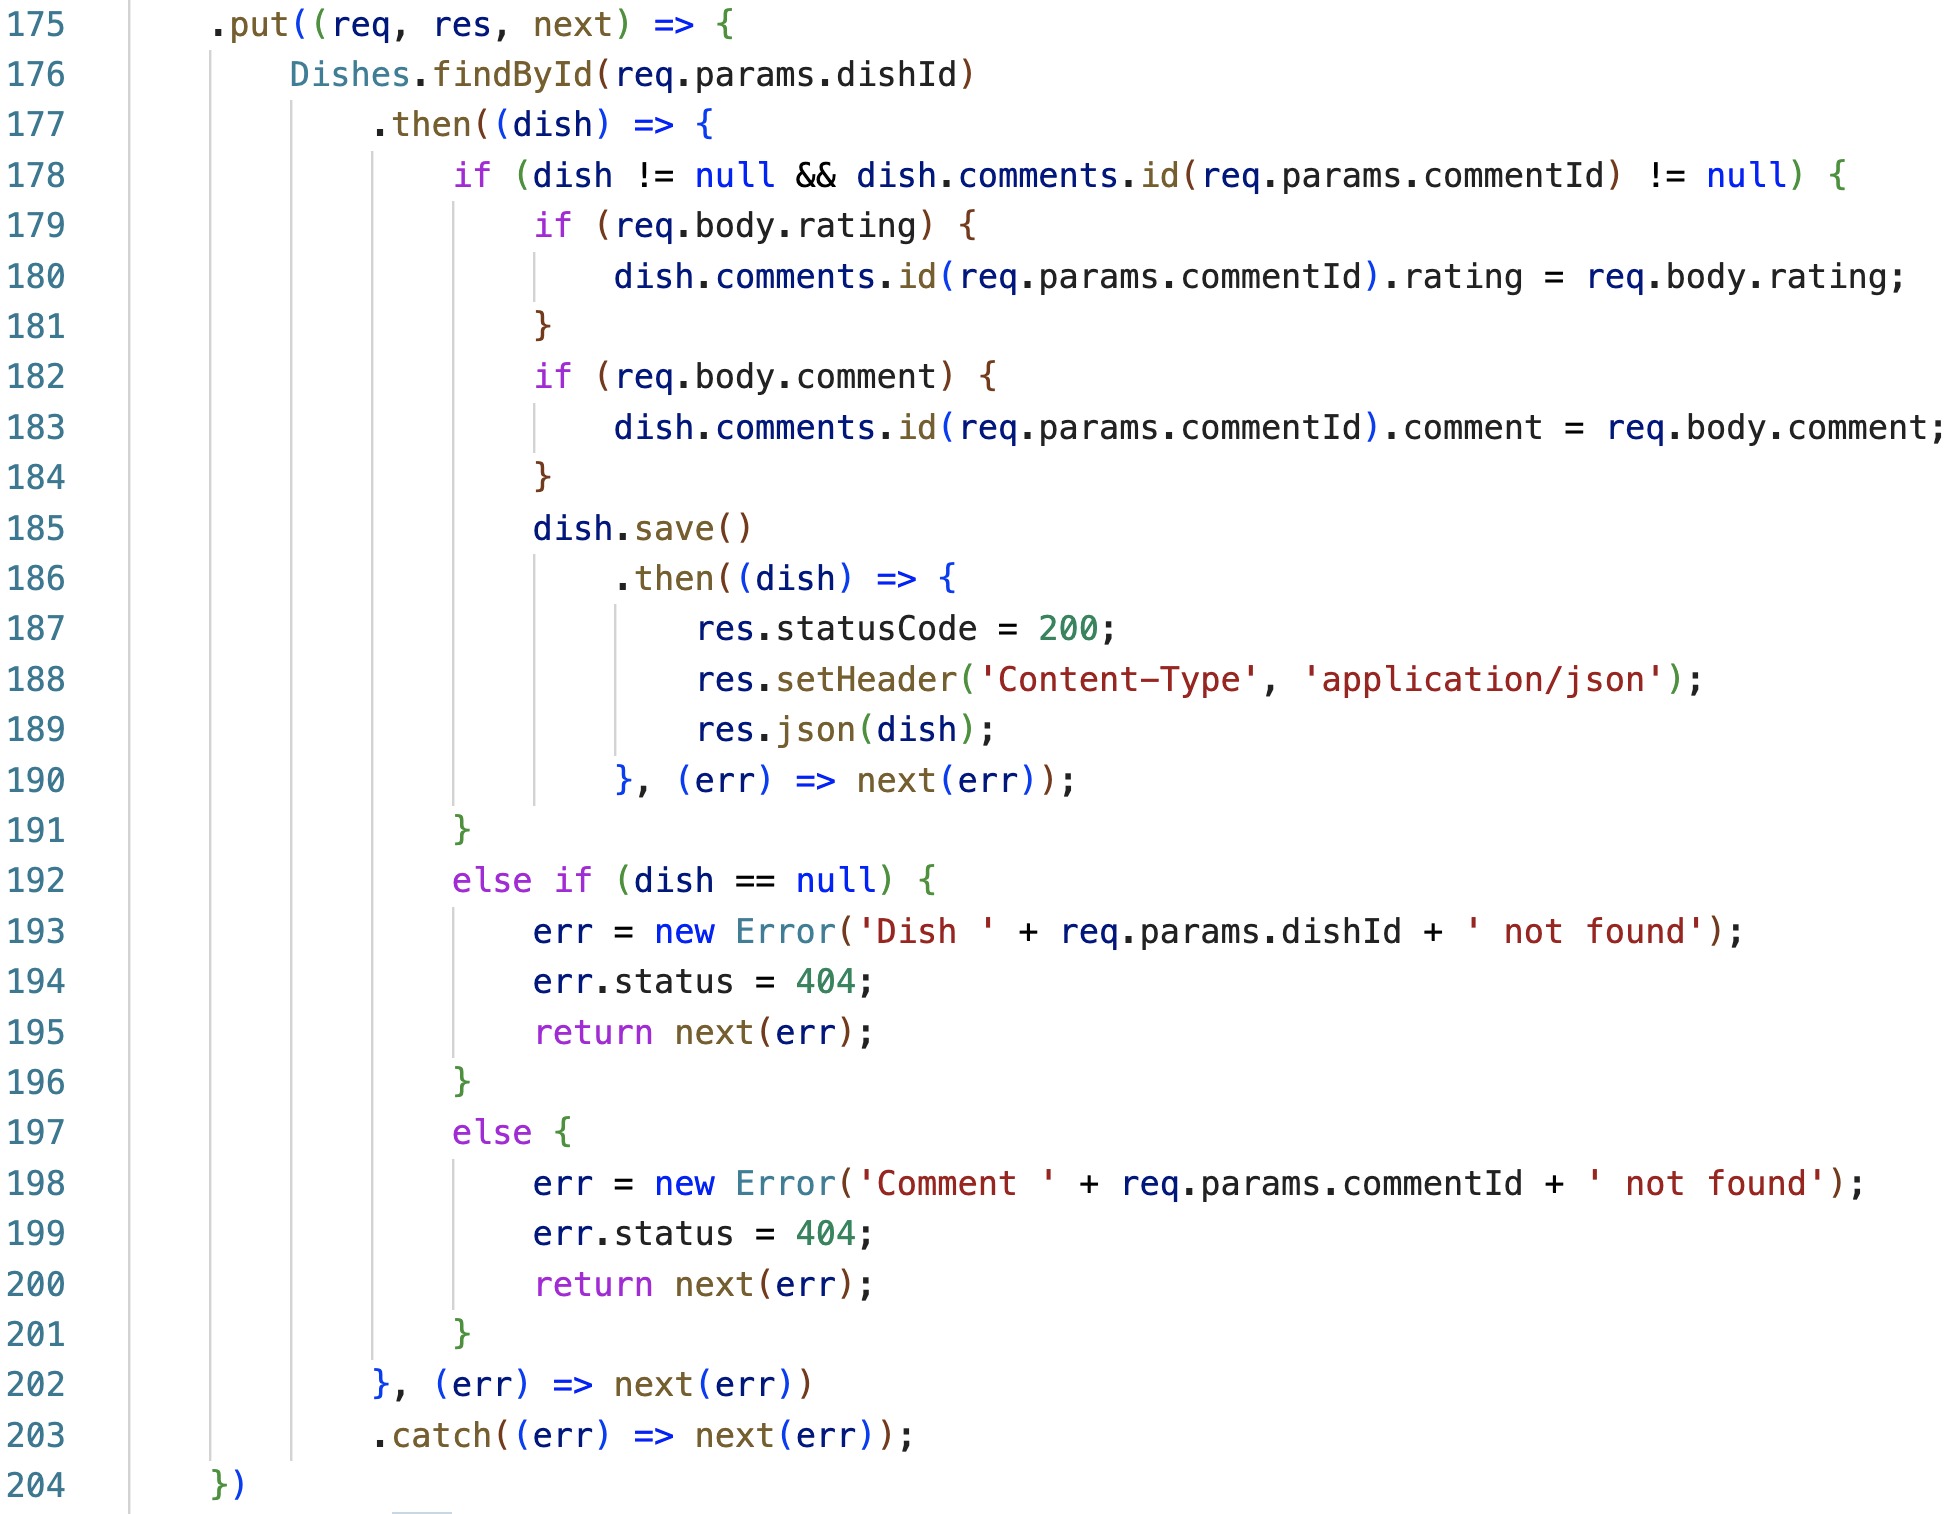 175 .put((req, res, next) => {
176 Dishes.findById(req.params.dishId)
177 .then((dish) => {
178 if (dish != null && dish.comments.id(req.params.commentId) != null) {
179 if (req.body.rating) {
180 dish.comments.id(req.params.commentId).rating = req.body.rating;
181 }
182 if (req.body.comment) {
183 dish.comments.id(req.params.commentId).comment = req.body.comment;
184 }
185 dish.save()
186 .then((dish) => {
187 res.statusCode = 200;
188 res.setHeader('Content-Type', 'application/json');
189 res.json(dish);
190 }, (err) => next(err));
191 }
192 else if (dish == null) {
193 err = new Error('Dish ' + req.params.dishId + ' not found');
194 err.status = 404;
195 return next(err);
196 }
197 else {
198 err = new Error('Comment ' + req.params.commentId + ' not found');
199 err.status = 404;
200 return next(err);
201 }
202 }, (err) => next(err))
203 .catch((err) => next(err));
204 })